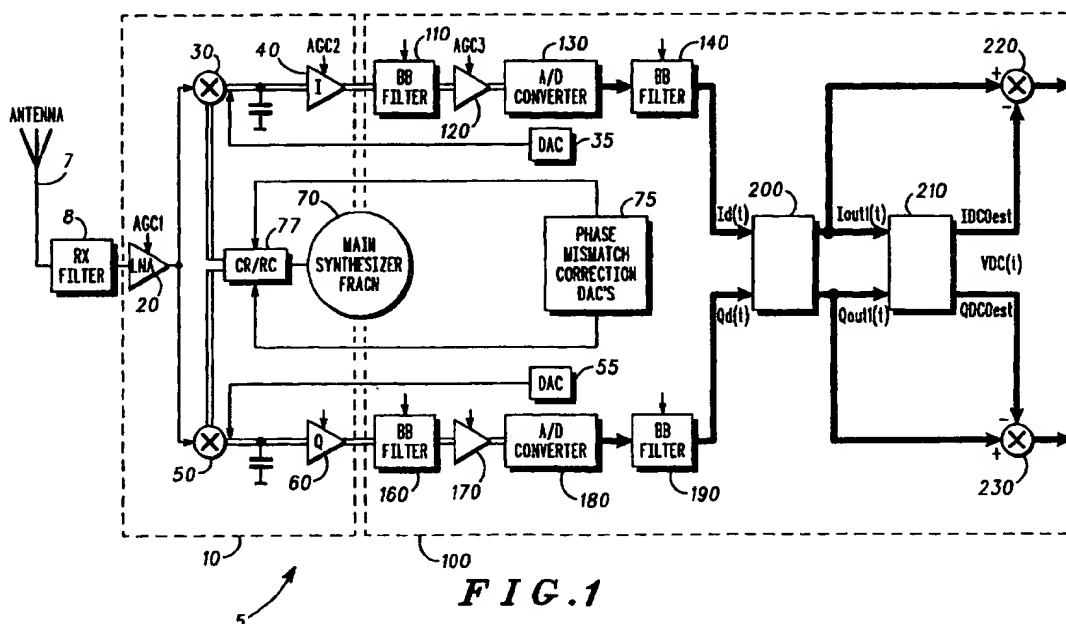 30
40
AGC2
110
AGC3
130
140
220
I
BB FILTER
A/D CONVERTER
BB FILTER
+
-
120
ANTENNA
7
DAC
35
8
RX FILTER
AGC1
LNA
20
77
CR/RC
70
MAIN SYNTHESIZER FRACN
75
PHASE MISMATCH CORRECTION DAC'S
Id(t)
200
Iout1(t)
210
IDCOest
VDC(t)
Qd(t)
Qout1(t)
QDCOest
DAC
55
50
Q
60
BB FILTER
160
170
A/D CONVERTER
180
BB FILTER
190
-
+
230
10
100
5
FIG.1